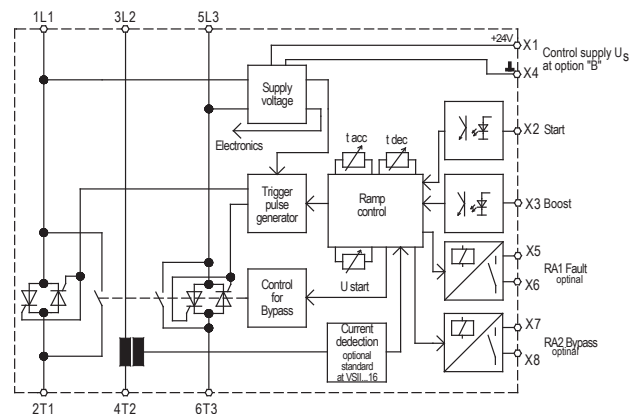 1L1 3L2 5L3
+24V
X1
Control supply US
at option "B"
X4
Supply
voltage
Electronics
X2 Start
t acc t dec
Trigger
pulse
generator
Ramp
control
X3 Boost
X5
RA1 Fault
optinal
X6
U start
Control
for
Bypass
Current
dedection
optional
standard
at VSII...16
X7
RA2 Bypass
optinal
X8
2T1 4T2 6T3